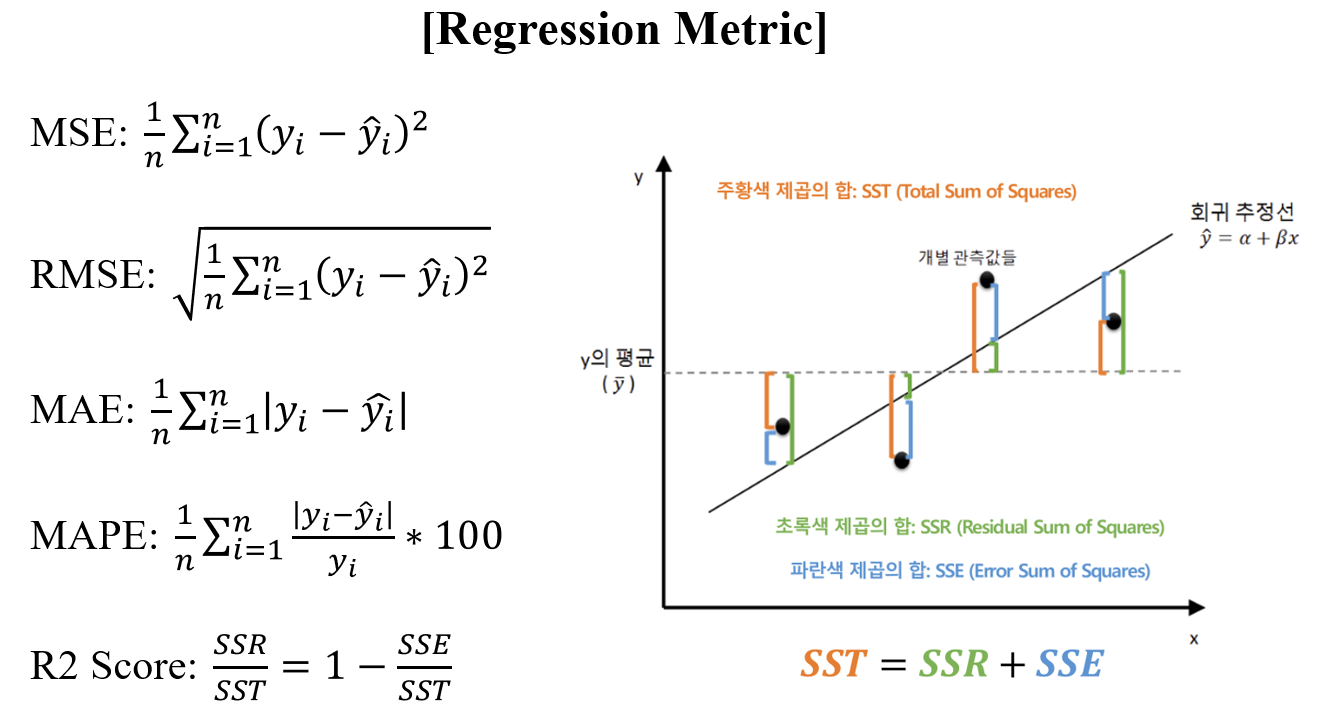 [Regression Metric]
MSE: \frac{1}{n} \sum_{i=1}^{n} (y_i - \hat{y}_i)^2
RMSE: \sqrt{\frac{1}{n} \sum_{i=1}^{n} (y_i - \hat{y}_i)^2}
MAE: \frac{1}{n} \sum_{i=1}^{n} |y_i - \hat{y_i}|
MAPE: \frac{1}{n} \sum_{i=1}^{n} \frac{|y_i - \hat{y}_i|}{y_i} * 100
R2 Score: \frac{SSR}{SST} = 1 - \frac{SSE}{SST}
y
주황색 제곱의 합: SST (Total Sum of Squares)
회귀 추정선
ŷ = α + βx
개별 관측값들
y의 평균
( ȳ )
초록색 제곱의 합: SSR (Residual Sum of Squares)
파란색 제곱의 합: SSE (Error Sum of Squares)
x
SST = SSR + SSE